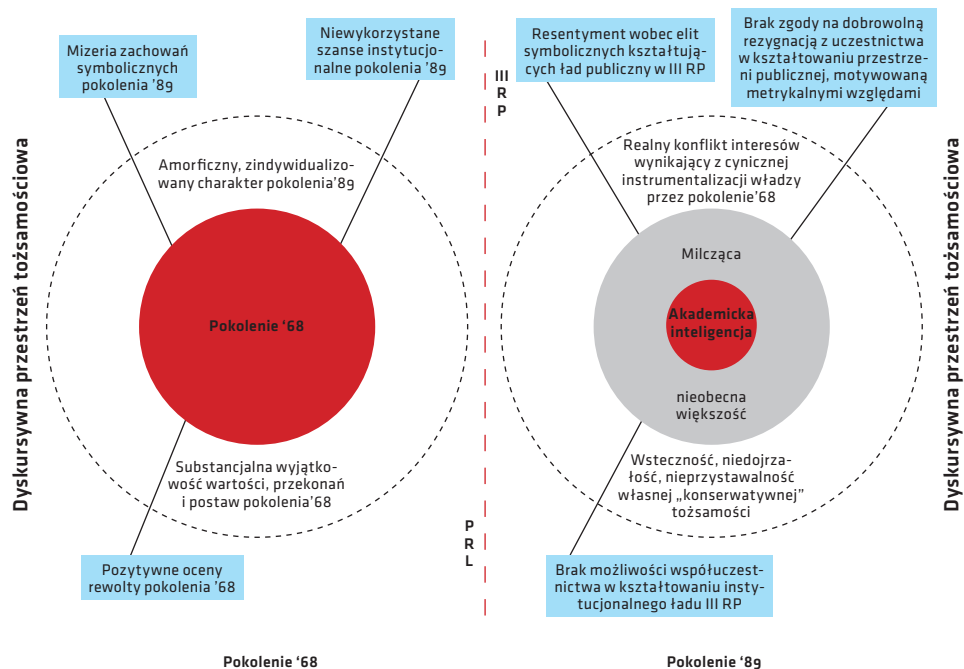 Mizeria zachowań
symbolicznych
pokolenia ’89
Niewykorzystane
szanse instytucjo-
nalne pokolenia ’89
Dyskursywna przestrzeń tożsamościowa
Amorficzny, zindywidualizo-
wany charakter pokolenia’89
Pokolenie ‘68
Substancjalna wyjątko-
wość wartości, przekonań
i postaw pokolenia’68
Pozytywne oceny
rewolty pokolenia ’68
Pokolenie ‘68
III
R
P
P
R
L
Resentyment wobec elit
symbolicznych kształtują-
cych ład publiczny w III RP
Brak zgody na dobrowolną
rezygnacją z uczestnictwa
w kształtowaniu przestrze-
ni publicznej, motywowaną
metrykalnymi względami
Realny konflikt interesów
wynikający z cynicznej
instrumentalizacji władzy
przez pokolenie’68
Milcząca
Akademicka
inteligencja
nieobecna
większość
Wsteczność, niedojrza-
łość, nieprzystawalność
własnej „konserwatywnej”
tożsamości
Brak możliwości współuczest-
nictwa w kształtowaniu insty-
tucjonalnego ładu III RP
Dyskursywna przestrzeń tożsamościowa
Pokolenie ‘89